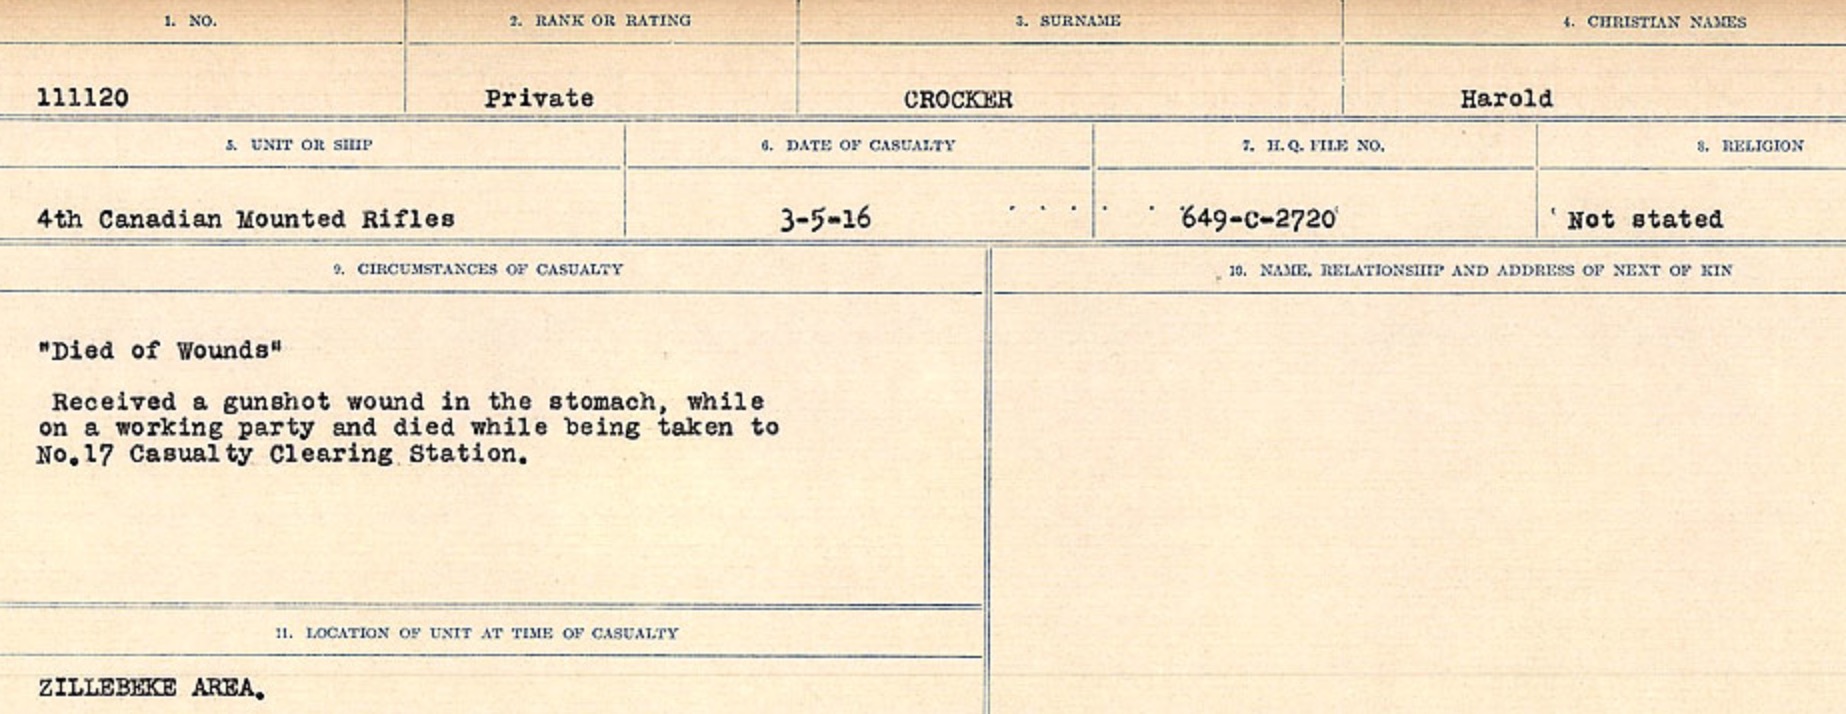 1. NO. 2. RANK OR RATING 3. SURNAME 4. CHRISTIAN NAMES
111120 Private CROCKER Harold
5. UNIT OR SHIP 6. DATE OF CASUALTY 7. H.Q. FILE NO. 8. RELIGION
4th Canadian Mounted Rifles 3-5-16 649-C-2720 Not stated
9. CIRCUMSTANCES OF CASUALTY 10. NAME, RELATIONSHIP AND ADDRESS OF NEXT OF KIN
"Died of Wounds"
Received a gunshot wound in the stomach, while
on a working party and died while being taken to
No.17 Casualty Clearing Station.
11. LOCATION OF UNIT AT TIME OF CASUALTY
ZILLEBEKE AREA.